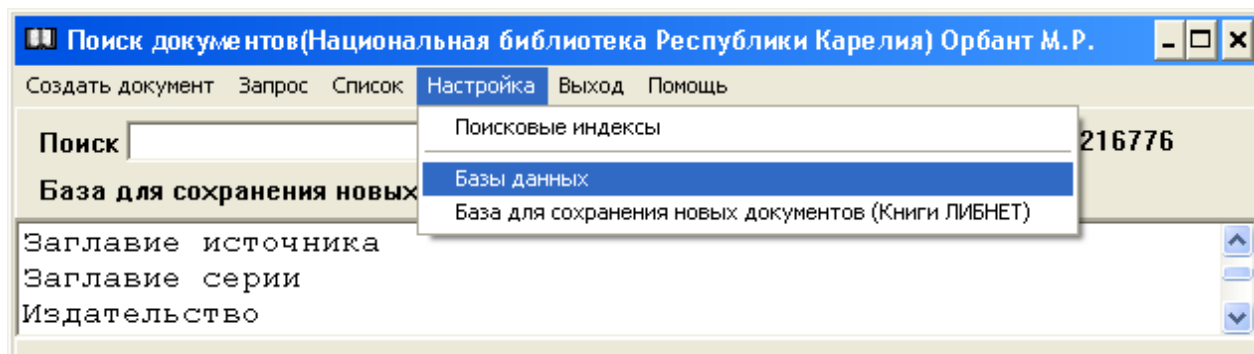 Поиск документов(Национальная библиотека Республики Карелия) Орбант М.Р.
Создать документ Запрос Список Настройка Выход Помощь
Поисковые индексы
Поиск 216776
Базы данных
База для сохранения новых
База для сохранения новых документов (Книги ЛИБНЕТ)
Заглавие источника
Заглавие серии
Издательство